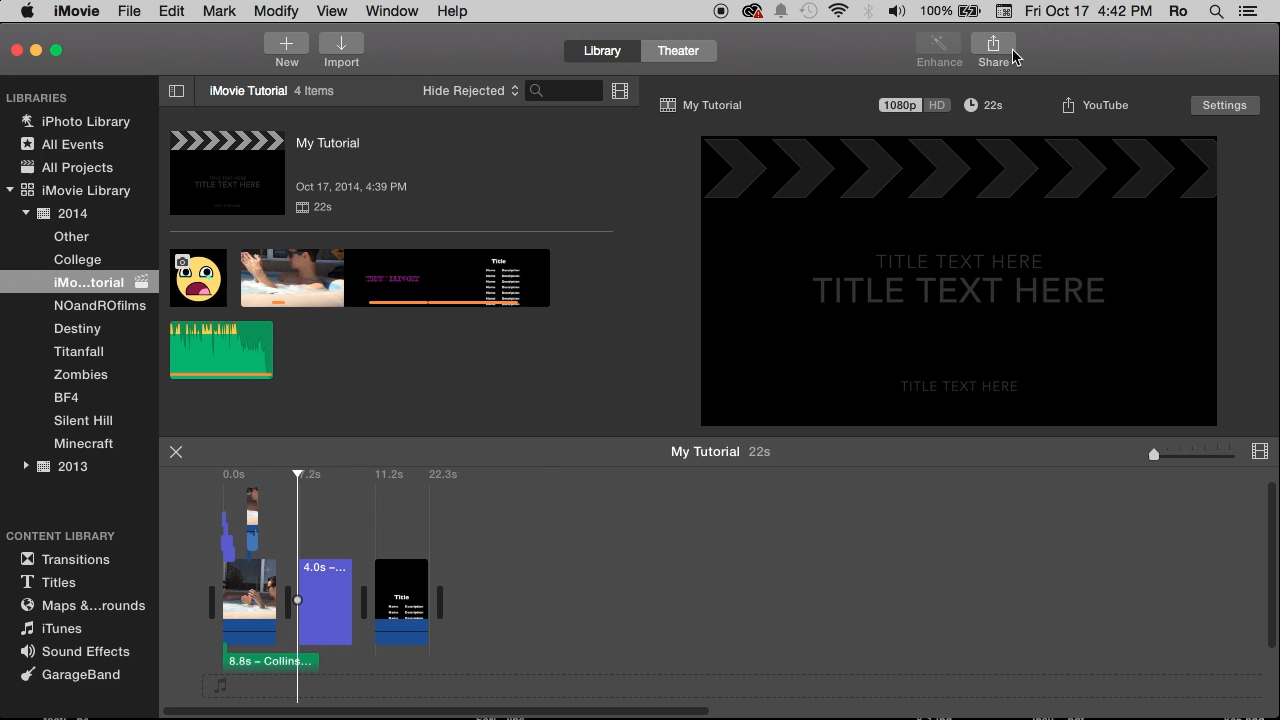 iMovie File Edit Mark Modify View Window Help 100% Fri Oct 17 4:42 PM Ro
New Import Library Theater Enhance Share
LIBRARIES
iPhoto Library
All Events
All Projects
iMovie Library
2014
Other
College
iMo...torial
NOandROfilms
Destiny
Titanfall
Zombies
BF4
Silent Hill
Minecraft
2013
CONTENT LIBRARY
Transitions
Titles
Maps &...rounds
iTunes
Sound Effects
GarageBand
iMovie Tutorial 4 Items Hide Rejected
My Tutorial
Oct 17, 2014, 4:39 PM
22s
Title
My Tutorial 1080p HD 22s YouTube Settings
TITLE TEXT HERE
TITLE TEXT HERE
TITLE TEXT HERE
My Tutorial 22s
0.0s 7.2s 11.2s 22.3s
4.0s –...
Title
8.8s – Collins...